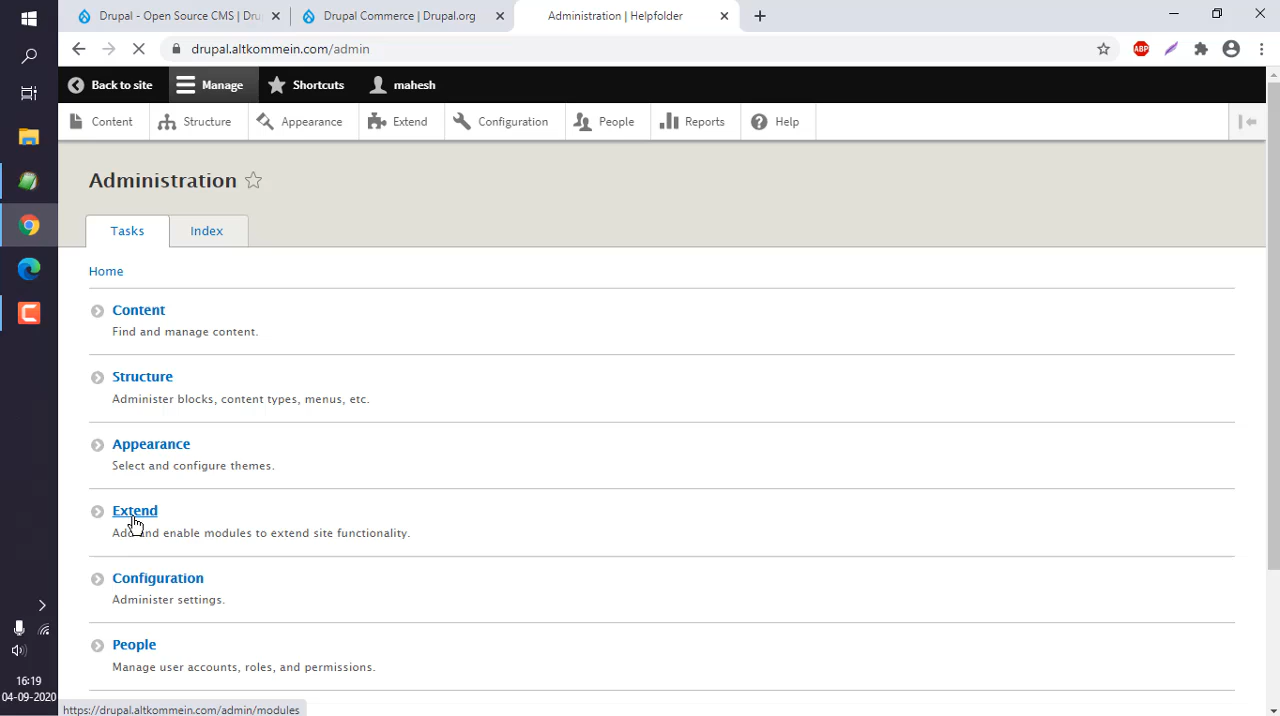 Drupal - Open Source CMS | Dru
Drupal Commerce | Drupal.org
Administration | Helpfolder
drupal.altkommein.com/admin
ABP
Back to site
Manage
Shortcuts
mahesh
Content
Structure
Appearance
Extend
Configuration
People
Reports
Help
Administration
Tasks
Index
Home
Content
Find and manage content.
Structure
Administer blocks, content types, menus, etc.
Appearance
Select and configure themes.
Extend
Add and enable modules to extend site functionality.
Configuration
Administer settings.
People
Manage user accounts, roles, and permissions.
16:19
04-09-2020
https://drupal.altkommein.com/admin/modules